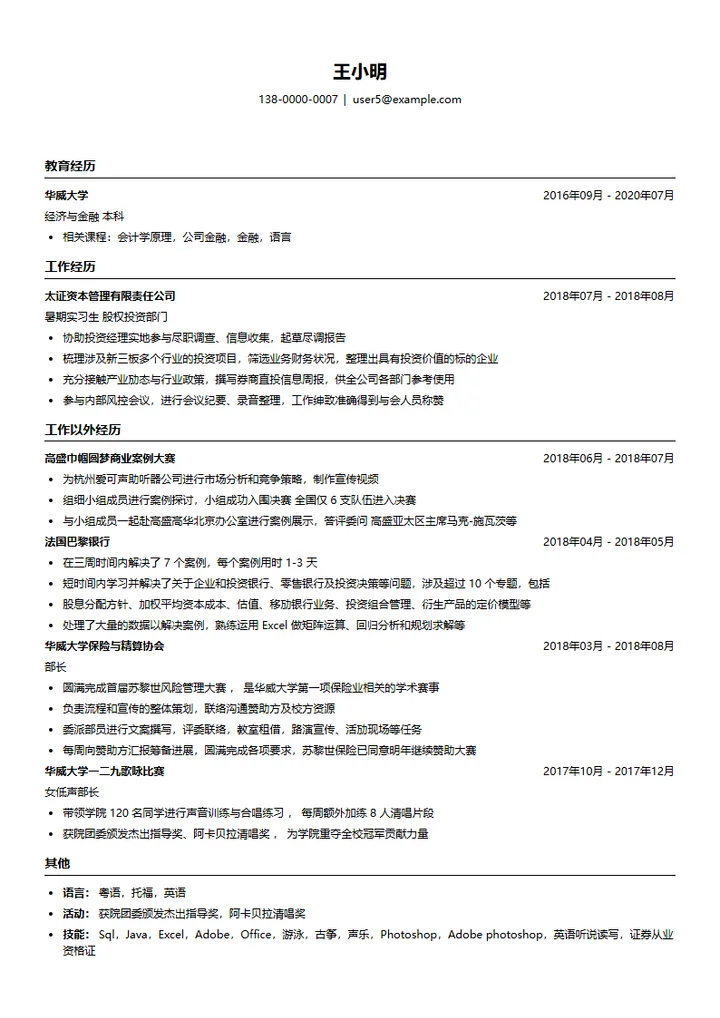 王小明
138-0000-0007 | user5@example.com
教育经历
华威大学 2016年09月 - 2020年07月
经济与金融 本科
• 相关课程：会计学原理，公司金融，金融，语言
工作经历
太证资本管理有限责任公司 2018年07月 - 2018年08月
暑期实习生 股权投资部门
• 协助投资经理实地参与尽职调查、信息收集，起草尽调报告
• 梳理涉及新三板多个行业的投资项目，筛选业务财务状况，整理出具有投资价值的标的企业
• 充分接触产业动态与行业政策，撰写券商直投信息周报，供全公司各部门参考使用
• 参与内部风控会议，进行会议纪要、录音整理，工作绅致准确得到与会人员称赞
工作以外经历
高盛巾帼圆梦商业案例大赛 2018年06月 - 2018年07月
• 为杭州爱可声助听器公司进行市场分析和竞争策略，制作宣传视频
• 组细小组成员进行案例探讨，小组成功入围决赛 全国仅 6 支队伍进入决赛
• 与小组成员一起赴高盛高华北京办公室进行案例展示，答评委问 高盛亚太区主席马克-施瓦茨等
法国巴黎银行 2018年04月 - 2018年05月
• 在三周时间内解决了 7 个案例，每个案例用时 1-3 天
• 短时间内学习并解决了关于企业和投资银行、零售银行及投资决策等问题，涉及超过 10 个专题，包括
• 股息分配方针、加权平均资本成本、估值、移动银行业务、投资组合管理、衍生产品的定价模型等
• 处理了大量的数据以解决案例，熟练运用 Excel 做矩阵运算、回归分析和规划求解等
华威大学保险与精算协会 2018年03月 - 2018年08月
部长
• 圆满完成首届苏黎世风险管理大赛 ， 是华威大学第一项保险业相关的学术赛事
• 负责流程和宣传的整体策划，联络沟通赞助方及校方资源
• 委派部员进行文案撰写，评委联络，教室租借，路演宣传、活动现场等任务
• 每周向赞助方汇报筹备进展，圆满完成各项要求，苏黎世保险已同意明年继续赞助大赛
华威大学一二九歌咏比赛 2017年10月 - 2017年12月
女低声部长
• 带领学院 120 名同学进行声音训练与合唱练习 ， 每周额外加练 8 人清唱片段
• 获院团委颁发杰出指导奖、阿卡贝拉清唱奖 ， 为学院重夺全校冠军贡献力量
其他
• 语言： 粤语，托福，英语
• 活动： 获院团委颁发杰出指导奖，阿卡贝拉清唱奖
• 技能： Sql，Java，Excel，Adobe，Office，游泳，古筝，声乐，Photoshop，Adobe photoshop，英语听说读写，证券从业
资格证